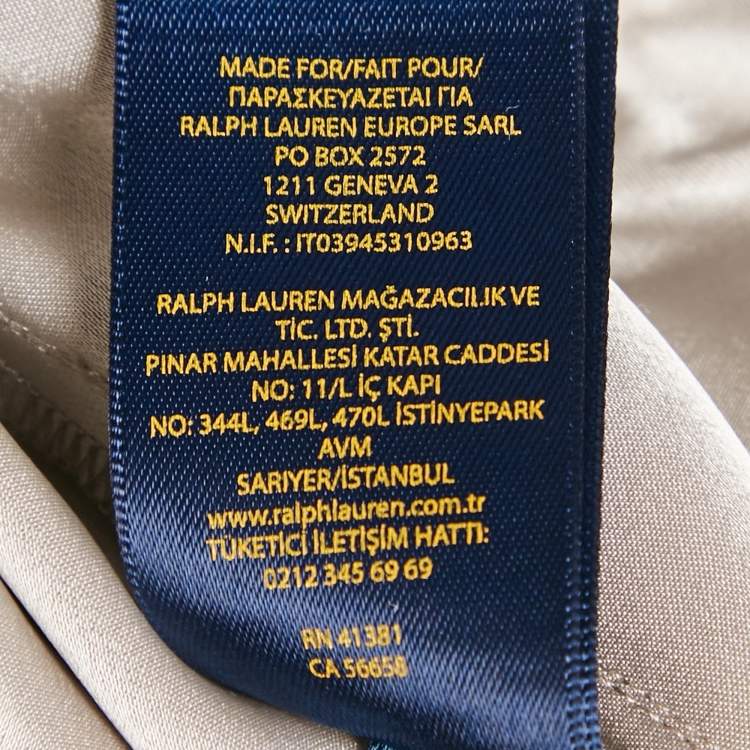 MADE FOR/FAIT POUR/
ΠΑΡΑΣΚΕΥΑΖΕΤΑΙ ΓΙΑ
RALPH LAUREN EUROPE SARL
PO BOX 2572
1211 GENEVA 2
SWITZERLAND
N.I.F. : IT03945310963
RALPH LAUREN MAĞAZACILIK VE
TİC. LTD. ŞTİ.
PINAR MAHALLESİ KATAR CADDESİ
NO: 11/L İÇ KAPI
NO: 344L, 469L, 470L İSTİNYEPARK
AVM
SARIYER/İSTANBUL
www.ralphlauren.com.tr
TÜKETİCİ İLETİŞİM HATTI:
0212 345 69 69
RN 41381
CA 56658